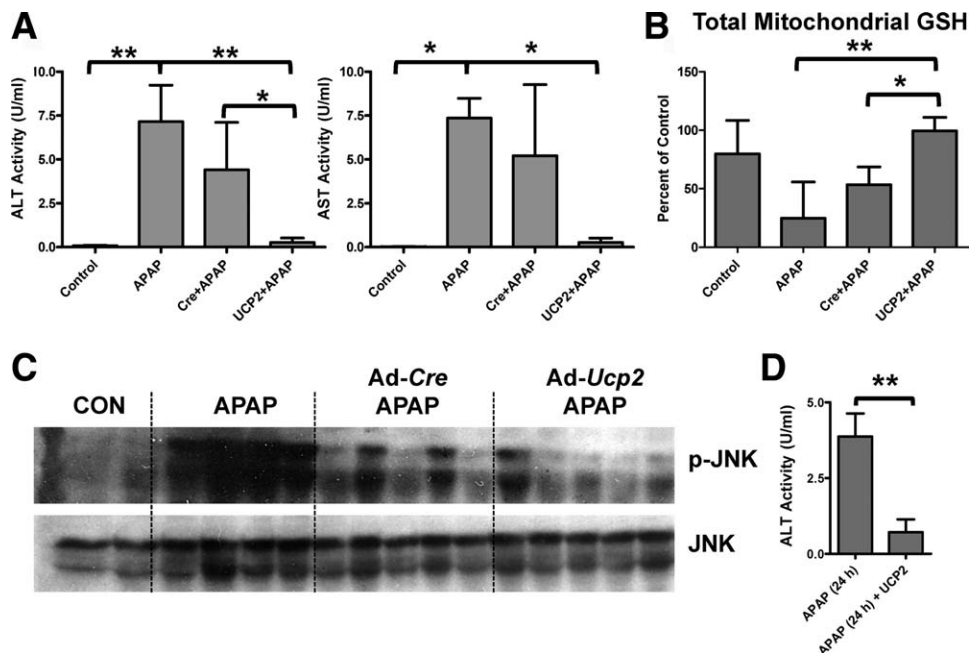 A
** **
*
ALT Activity (U/ml)
10.0
7.5
5.0
2.5
0.0
Control
APAP
Cre+APAP
UCP2+APAP
* *
AST Activity (U/ml)
10.0
7.5
5.0
2.5
0.0
Control
APAP
Cre+APAP
UCP2+APAP
B
Total Mitochondrial GSH
**
*
Percent of Control
150
100
50
0
Control
APAP
Cre+APAP
UCP2+APAP
C
CON
APAP
Ad-Cre
APAP
Ad-Ucp2
APAP
p-JNK
JNK
D
**
ALT Activity (U/ml)
5.0
2.5
0.0
APAP (24 h)
APAP (24 h) + UCP2